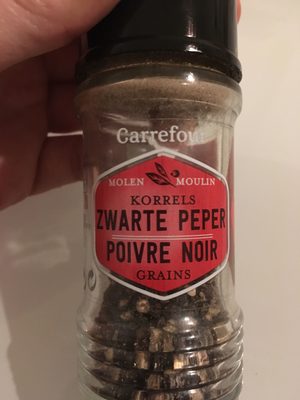 Carrefour
MOLEN MOULIN
KORRELS
ZWARTE PEPER
POIVRE NOIR
GRAINS